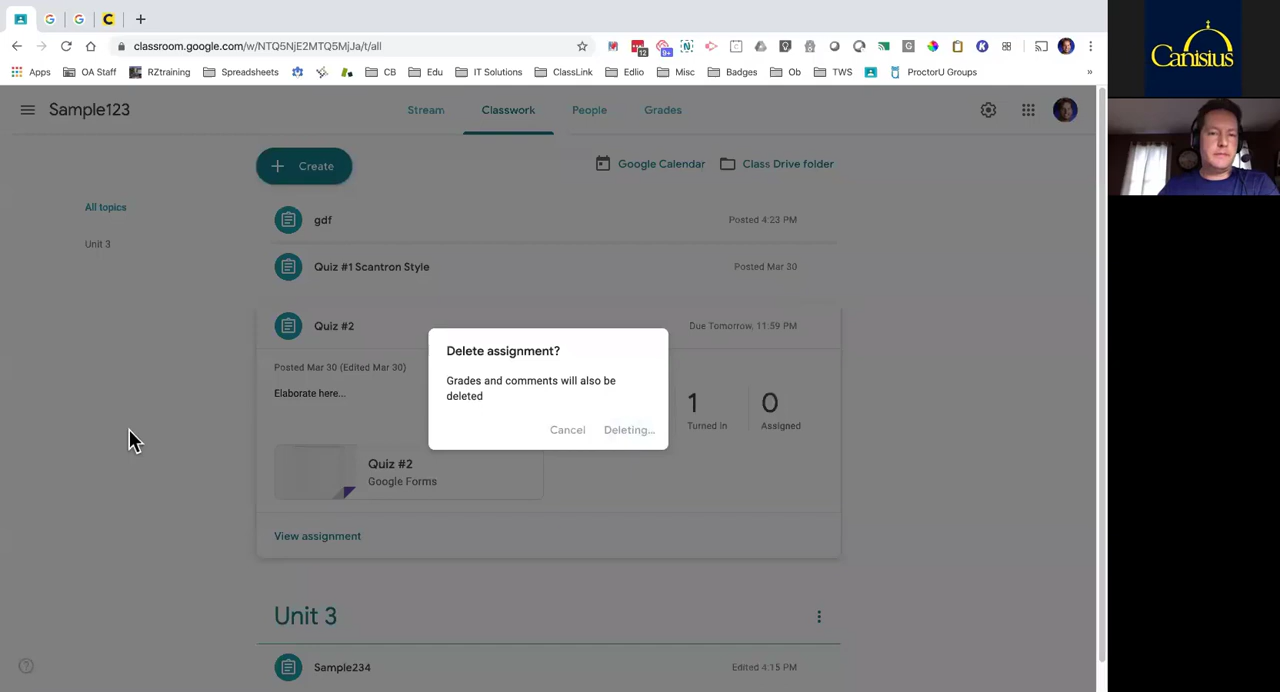 classroom.google.com/w/NTQ5NjE2MTQ5MjJa/t/all
12
9+
Apps
OA Staff
RZtraining
Spreadsheets
CB
Edu
IT Solutions
ClassLink
Edlio
Misc
Badges
Ob
TWS
ProctorU Groups
»
Canisius
Sample123
Stream
Classwork
People
Grades
Create
Google Calendar
Class Drive folder
All topics
Unit 3
gdf
Posted 4:23 PM
Quiz #1 Scantron Style
Posted Mar 30
Quiz #2
Due Tomorrow, 11:59 PM
Posted Mar 30 (Edited Mar 30)
Elaborate here...
Delete assignment?
Grades and comments will also be
deleted
Cancel
Deleting...
1
Turned in
0
Assigned
Quiz #2
Google Forms
View assignment
Unit 3
Sample234
Edited 4:15 PM